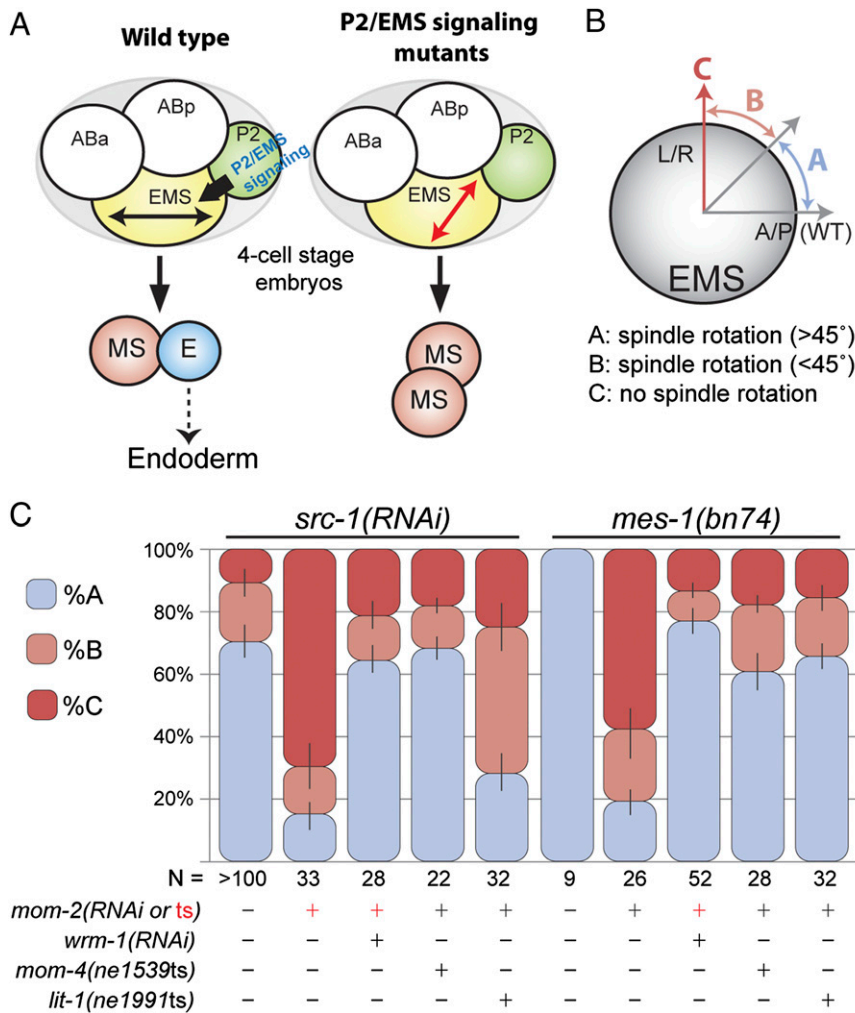 A
Wild type
P2/EMS signaling
mutants
ABa
ABp
P2
P2/EMS
signaling
EMS
ABa
ABp
P2
EMS
4-cell stage
embryos
MS
E
MS
MS
Endoderm
B
C
B
A
L/R
A/P (WT)
EMS
A: spindle rotation (>45˚)
B: spindle rotation (<45˚)
C: no spindle rotation
C
src-1(RNAi)
mes-1(bn74)
%A
%B
%C
100%
80%
60%
40%
20%
N = >100 33 28 22 32 9 26 52 28 32
mom-2(RNAi or ts) – + + + + – + + + +
wrm-1(RNAi) – – + – – – – + – –
mom-4(ne1539ts) – – – + – – – – + –
lit-1(ne1991ts) – – – – + – – – – +